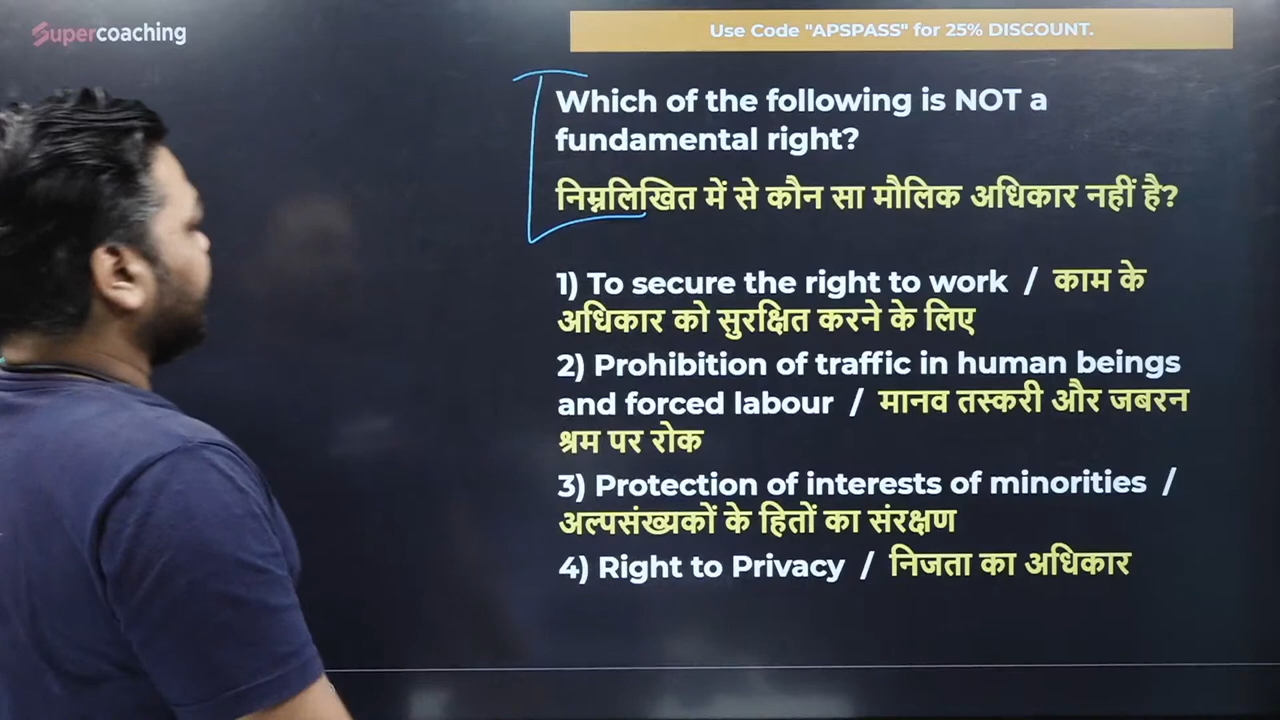 Supercoaching
Use Code "APSPASS" for 25% DISCOUNT.
Which of the following is NOT a
fundamental right?
निम्नलिखित में से कौन सा मौलिक अधिकार नहीं है?
1) To secure the right to work / काम के
अधिकार को सुरक्षित करने के लिए
2) Prohibition of traffic in human beings
and forced labour / मानव तस्करी और जबरन
श्रम पर रोक
3) Protection of interests of minorities /
अल्पसंख्यकों के हितों का संरक्षण
4) Right to Privacy / निजता का अधिकार